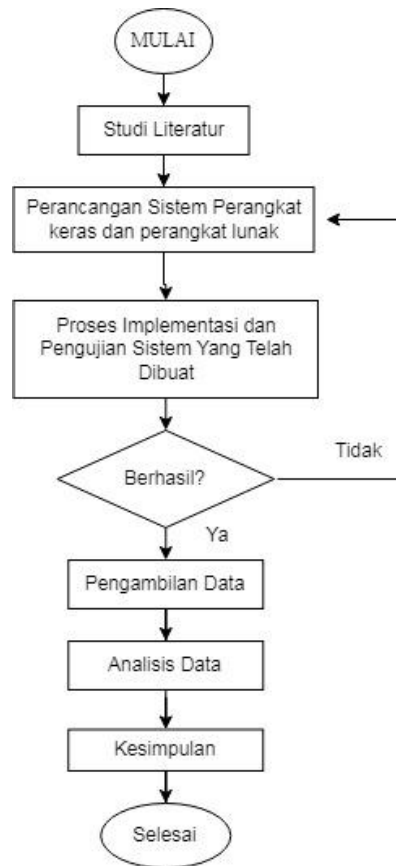 MULAI
Studi Literatur
Perancangan Sistem Perangkat
keras dan perangkat lunak
Proses Implementasi dan
Pengujian Sistem Yang Telah
Dibuat
Berhasil?
Tidak
Ya
Pengambilan Data
Analisis Data
Kesimpulan
Selesai